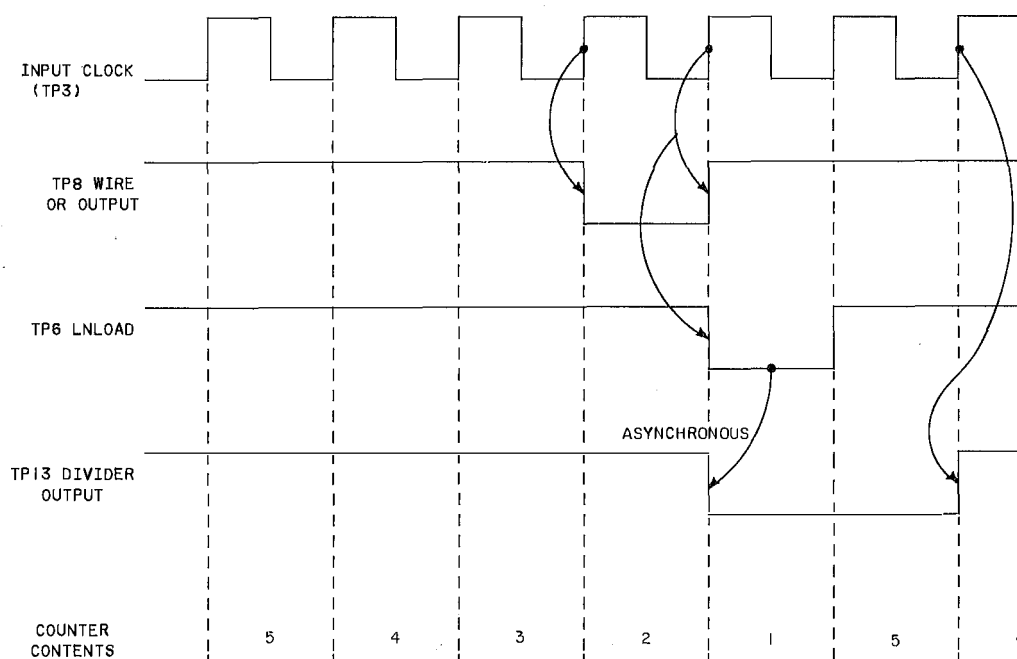 INPUT CLOCK
(TP3)
TP8 WIRE
OR OUTPUT
TP6 LNLOAD
ASYNCHRONOUS
TP13 DIVIDER
OUTPUT
COUNTER
CONTENTS
5 4 3 2 1 5